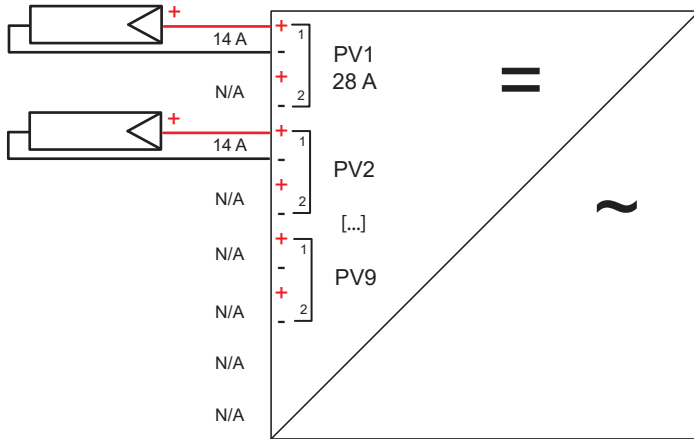 + + 1
14 A - PV1
+ 28 A =
N/A - 2
+ + 1
14 A - PV2
+ ~
N/A - 2
[...]
N/A + 1
- PV9
+
N/A - 2
N/A
N/A